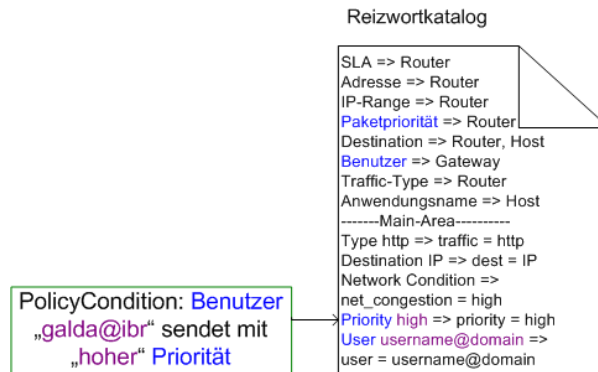 Reizwortkatalog
SLA => Router
Adresse => Router
IP-Range => Router
Paketpriorität => Router
Destination => Router, Host
Benutzer => Gateway
Traffic-Type => Router
Anwendungsname => Host
-------Main-Area----------
Type http => traffic = http
Destination IP => dest = IP
Network Condition =>
net_congestion = high
Priority high => priority = high
User username@domain =>
user = username@domain
PolicyCondition: Benutzer
„galda@ibr“ sendet mit
„hoher“ Priorität